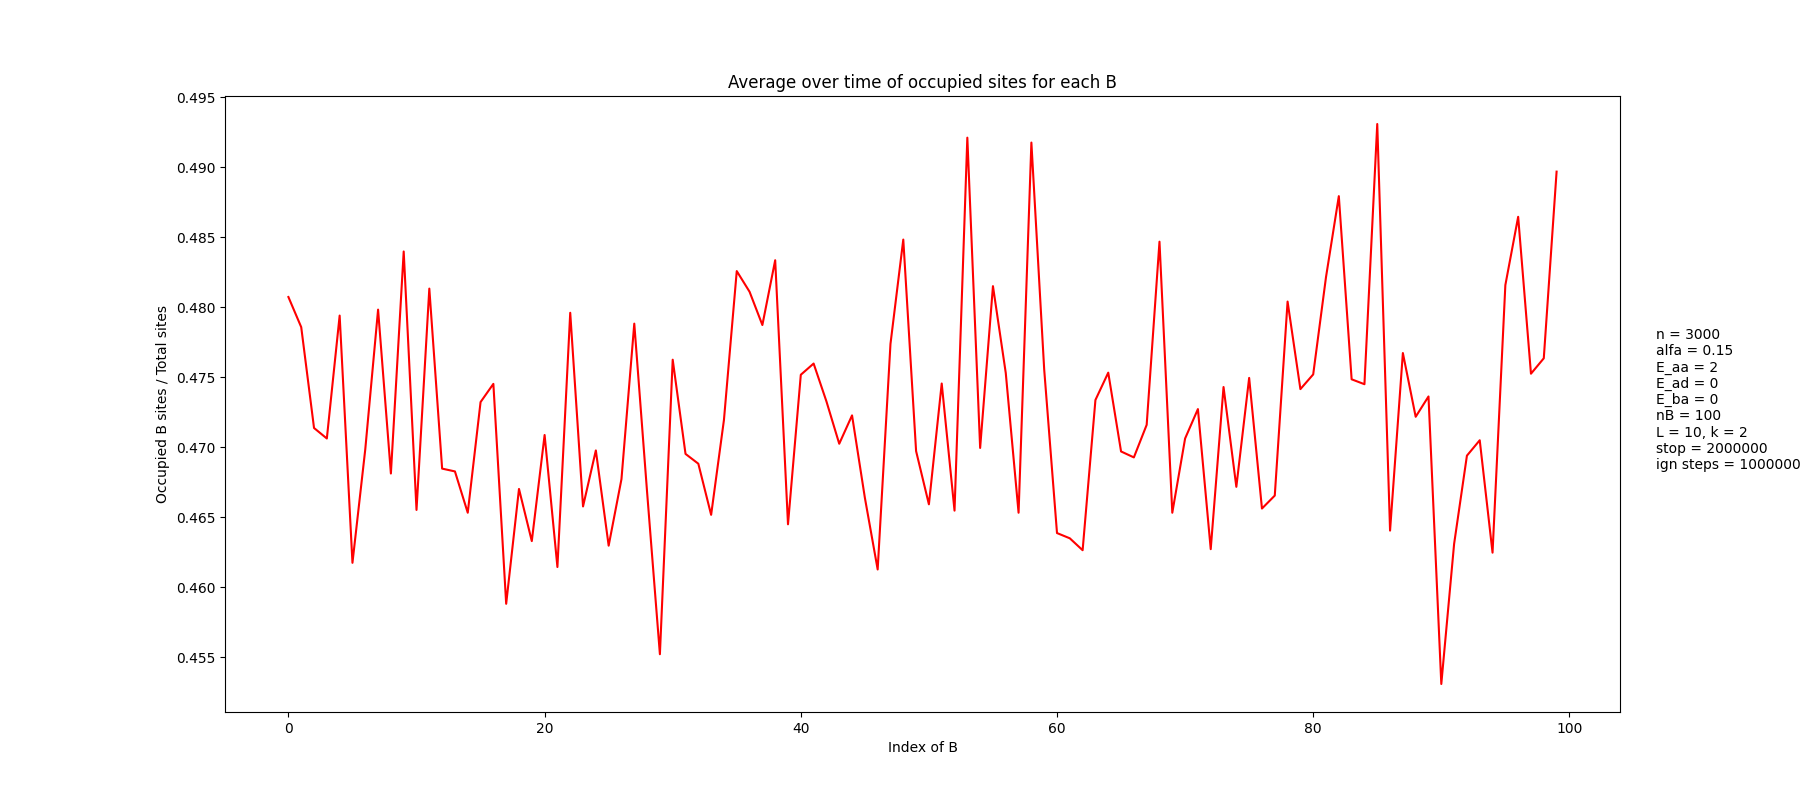 Average over time of occupied sites for each B
0.495
0.490
0.485
0.480
0.475
0.470
0.465
0.460
0.455
Occupied B sites / Total sites
0 20 40 60 80 100
Index of B
n = 3000
alfa = 0.15
E_aa = 2
E_ad = 0
E_ba = 0
nB = 100
L = 10, k = 2
stop = 2000000
ign steps = 1000000